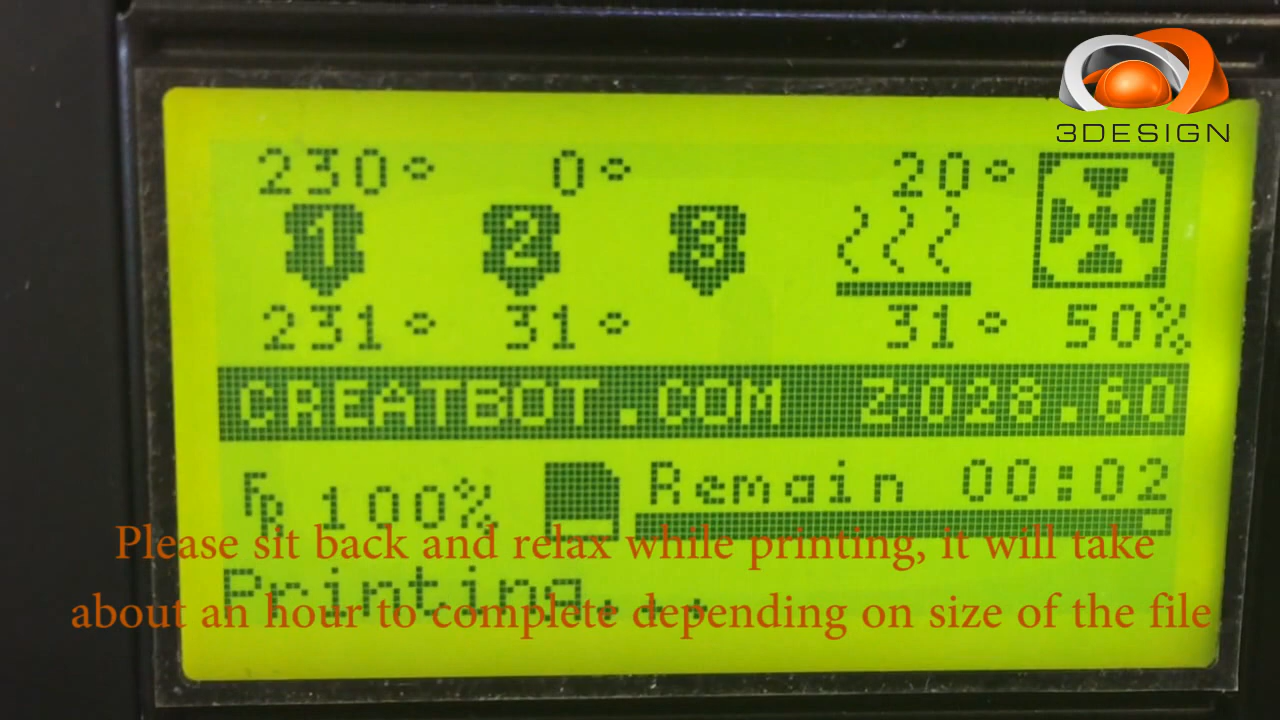 3DESIGN
230° 0° 20°
1 2 3
231° 31° 31° 50%
CREATBOT.COM Z:028.60
FR 100% Remain 00:02
Please sit back and relax while printing, it will take
Printing...
about an hour to complete depending on size of the file